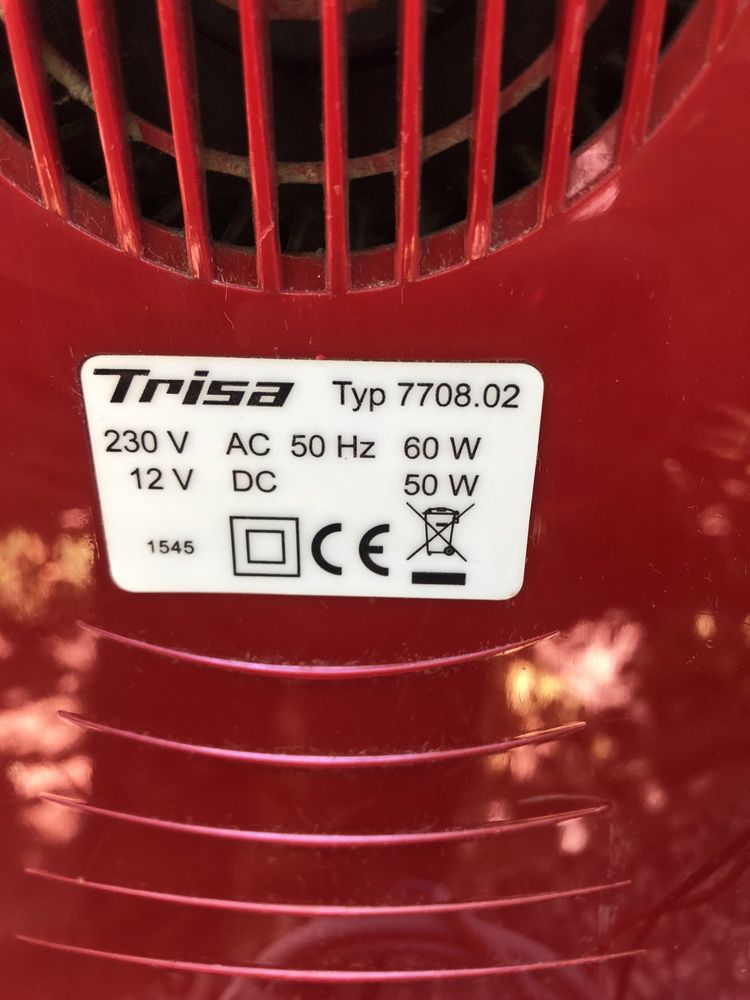 Trisa Typ 7708.02
230 V AC 50 Hz 60 W
12 V DC 50 W
1545 CE